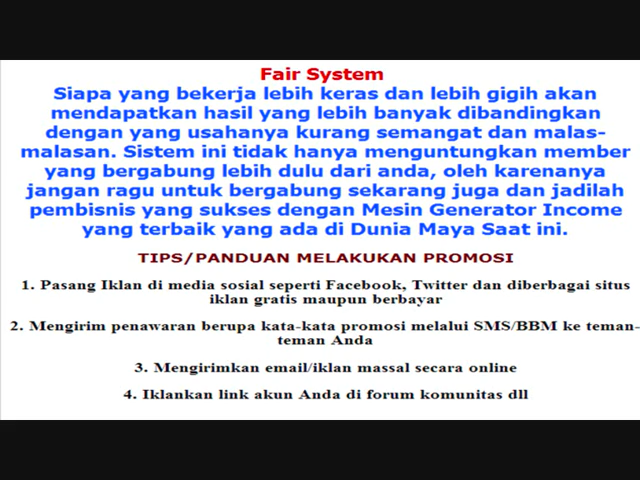 Fair System
Siapa yang bekerja lebih keras dan lebih gigih akan
mendapatkan hasil yang lebih banyak dibandingkan
dengan yang usahanya kurang semangat dan malas-
malasan. Sistem ini tidak hanya menguntungkan member
yang bergabung lebih dulu dari anda, oleh karenanya
jangan ragu untuk bergabung sekarang juga dan jadilah
pembisnis yang sukses dengan Mesin Generator Income
yang terbaik yang ada di Dunia Maya Saat ini.
TIPS/PANDUAN MELAKUKAN PROMOSI
1. Pasang Iklan di media sosial seperti Facebook, Twitter dan diberbagai situs
iklan gratis maupun berbayar
2. Mengirim penawaran berupa kata-kata promosi melalui SMS/BBM ke teman-
teman Anda
3. Mengirimkan email/iklan massal secara online
4. Iklankan link akun Anda di forum komunitas dll